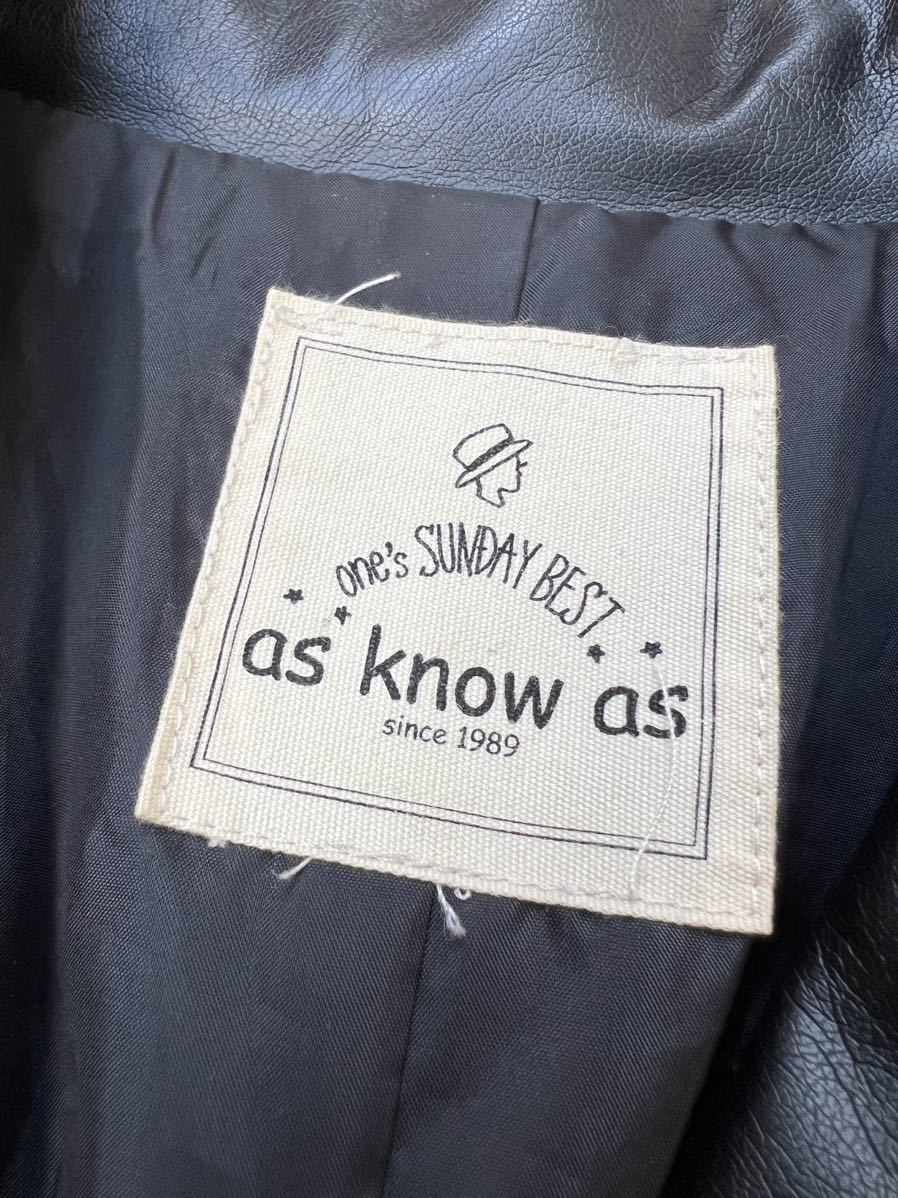 one's SUNDAY BEST
as know as
since 1989